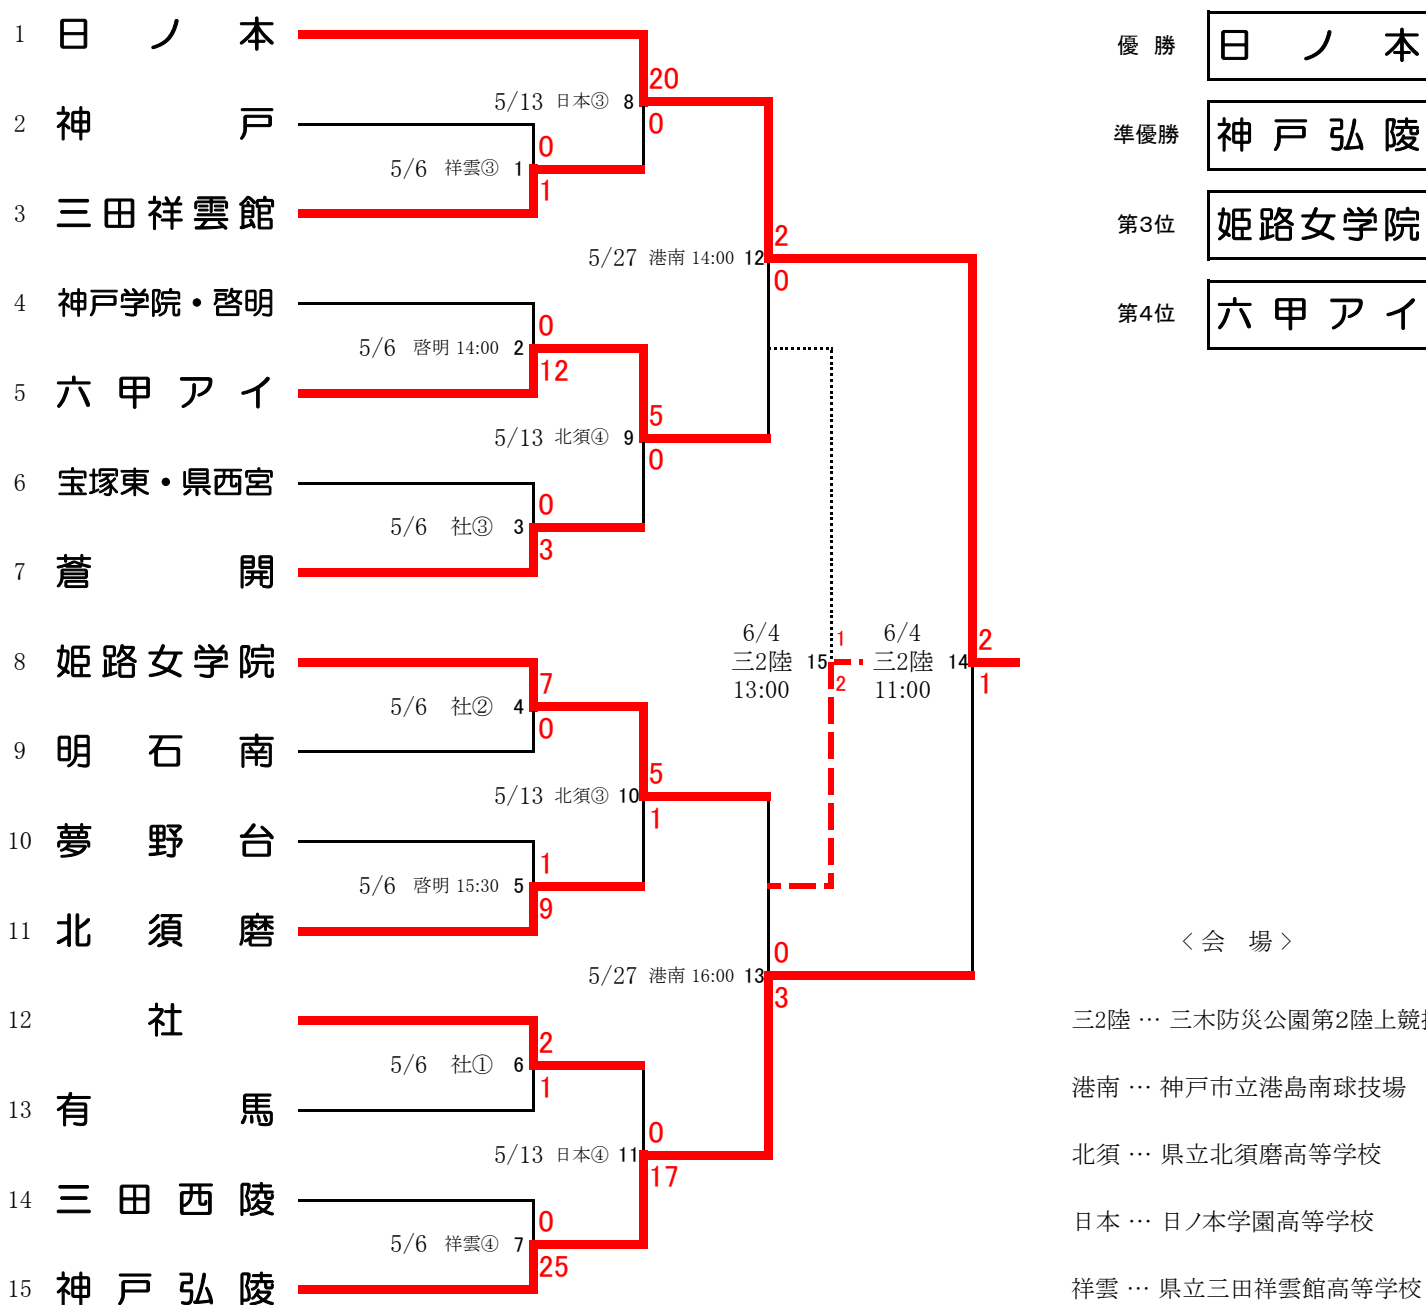 1 日ノ本
2 神戸
3 三田祥雲館
4 神戸学院・啓明
5 六甲アイ
6 宝塚東・県西宮
7 蒼開
8 姫路女学院
9 明石南
10 夢野台
11 北須磨
12 社
13 有馬
14 三田西陵
15 神戸弘陵
5/6 祥雲③ 1
0
1
5/6 啓明 14:00 2
0
12
5/6 社③ 3
0
3
5/6 社② 4
7
0
5/6 啓明 15:30 5
1
9
5/6 社① 6
2
1
5/6 祥雲④ 7
0
25
5/13 日本③ 8
20
0
5/13 北須④ 9
5
0
5/13 北須③ 10
5
1
5/13 日本④ 11
0
17
5/27 港南 14:00 12
2
0
5/27 港南 16:00 13
0
3
6/4
三2陸 15
13:00
1
2
6/4
三2陸 14
11:00
2
1
優勝 日ノ本
準優勝 神戸弘陵
第3位 姫路女学院
第4位 六甲アイ
＜会 場＞
三2陸 … 三木防災公園第2陸上競
港南 … 神戸市立港島南球技場
北須 … 県立北須磨高等学校
日本 … 日ノ本学園高等学校
祥雲 … 県立三田祥雲館高等学校